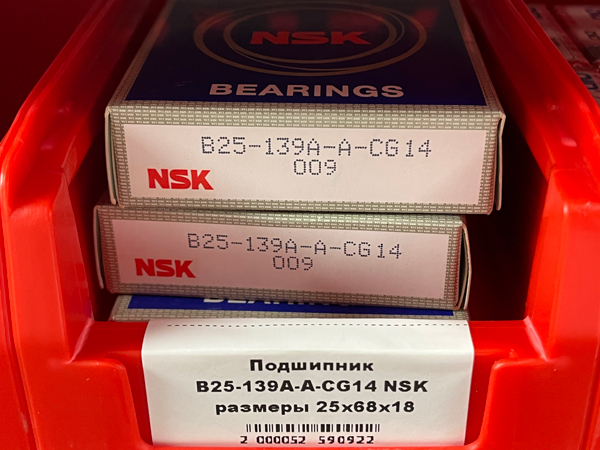 NSK
BEARINGS
B25-139A-A-CG14
009
NSK
B25-139A-A-CG14
009
NSK
BEARINGS
Подшипник
B25-139A-A-CG14 NSK
размеры 25x68x18
2 000052 590922